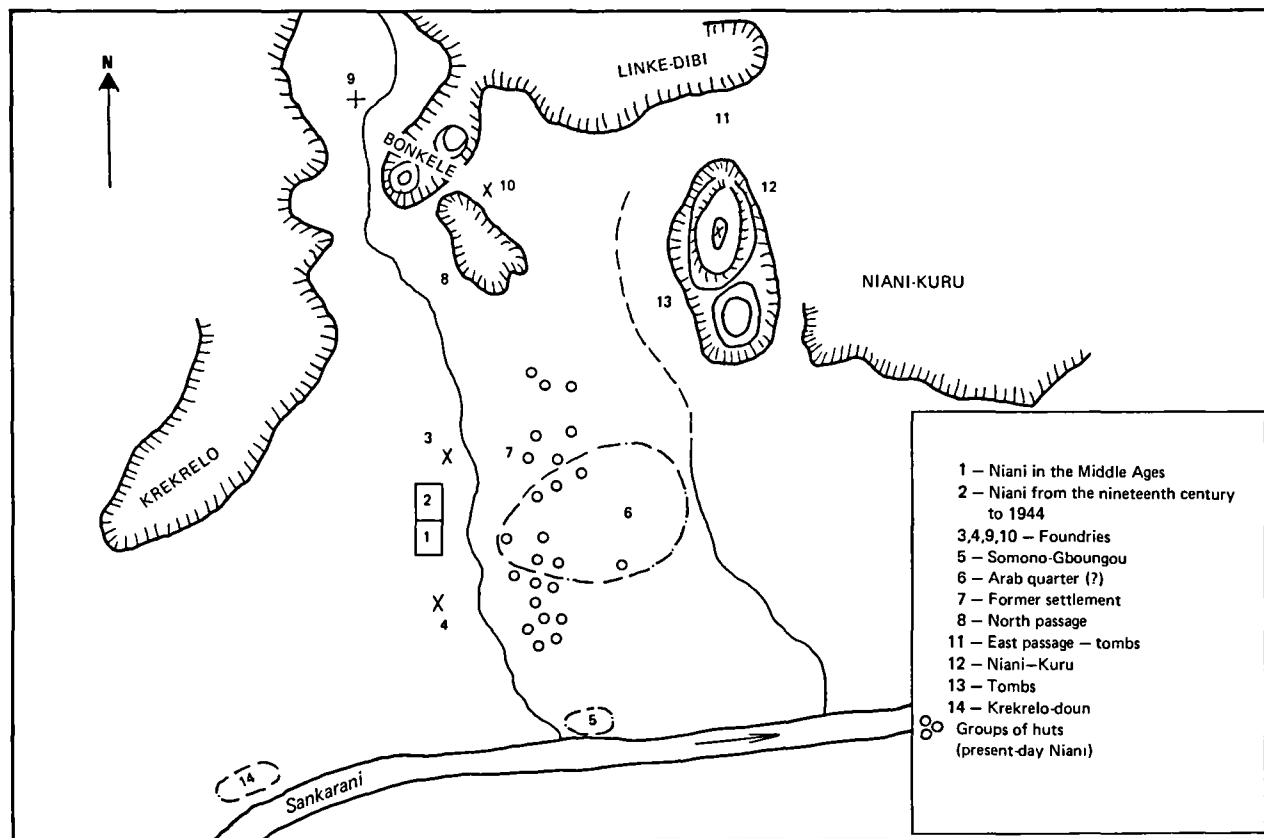 N
LINKE-DIBI
9
11
BONKELE
X 10
12
x
8
13
NIANI-KURU
3
X
7
KREKRELO
2
1
6
X
4
5
14
Sankarani
1 – Niani in the Middle Ages
2 – Niani from the nineteenth century
to 1944
3,4,9,10 – Foundries
5 – Somono-Gboungou
6 – Arab quarter (?)
7 – Former settlement
8 – North passage
11 – East passage – tombs
12 – Niani–Kuru
13 – Tombs
14 – Krekrelo-doun
Groups of huts
(present-day Niani)